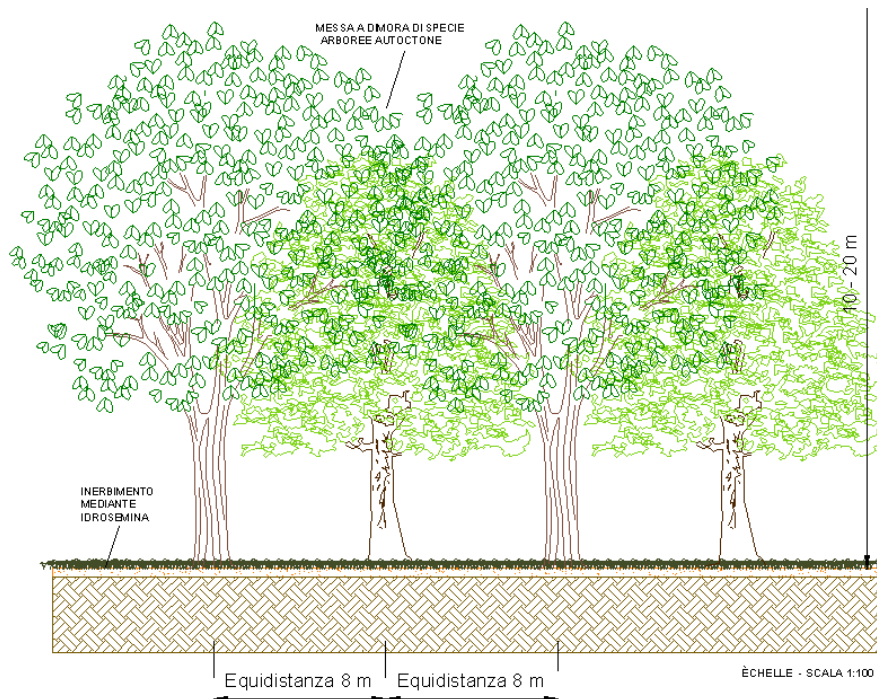 MESSA A DIMORA DI SPECIE
ARBOREE AUTOCTONE
10 - 20 m
INERBIMENTO
MEDIANTE
IDROSEMINA
Equidistanza 8 m
Equidistanza 8 m
ÈCHELLE - SCALA 1:100